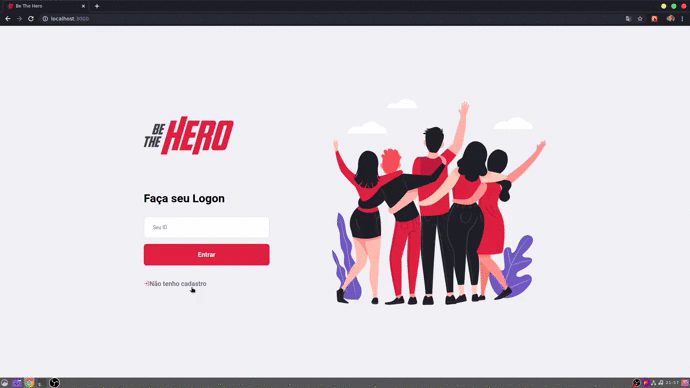 Be The Hero
localhost:3000
BE
THE HERO
Faça seu Logon
Seu ID
Entrar
Não tenho cadastro
21:57